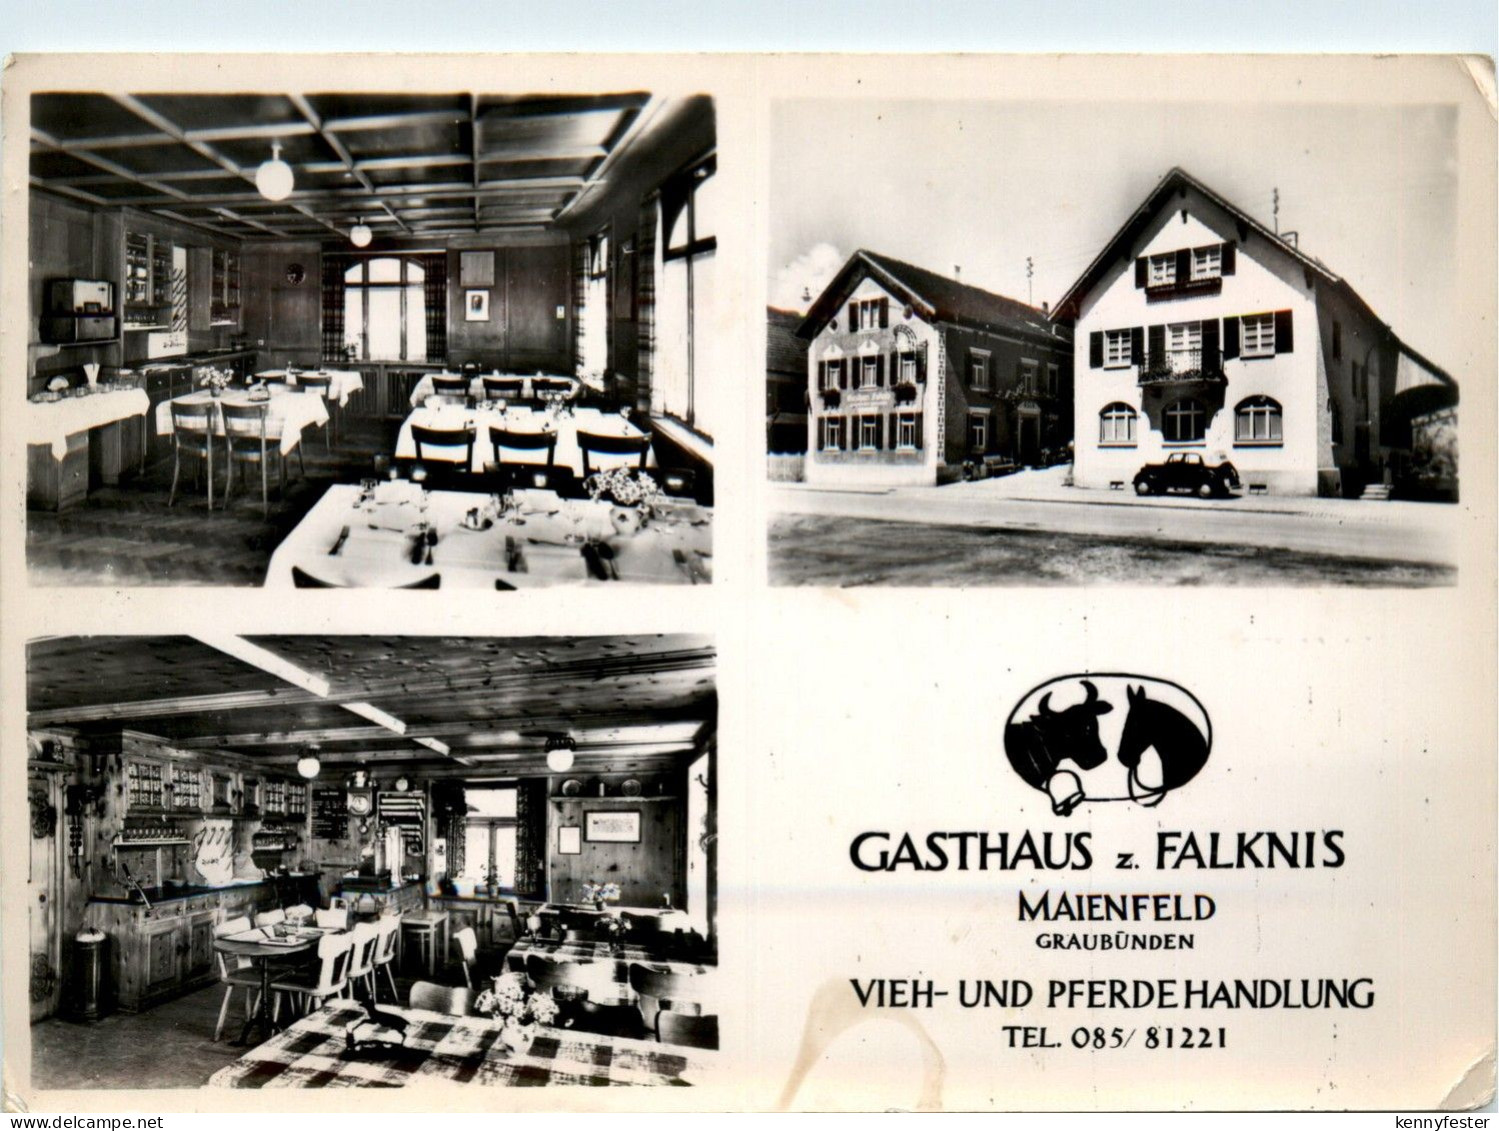 GASTHAUS z. FALKNIS
MAIENFELD
GRAUBÜNDEN
VIEH- UND PFERDEHANDLUNG
TEL. 085/ 81221
kennyfester